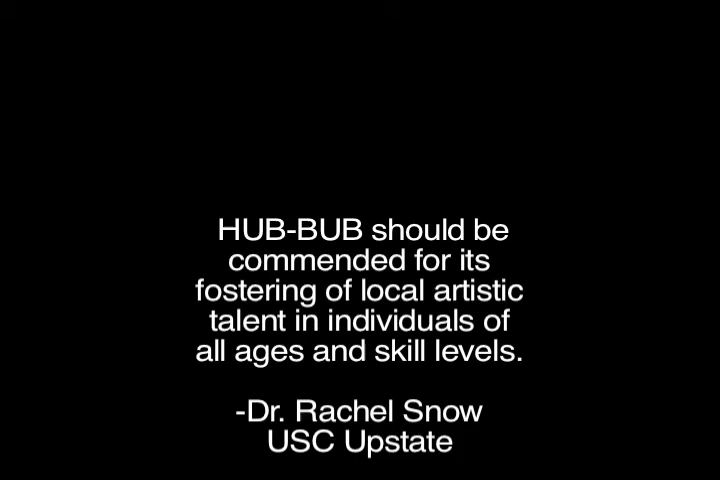 HUB-BUB should be
commended for its
fostering of local artistic
talent in individuals of
all ages and skill levels.
-Dr. Rachel Snow
USC Upstate